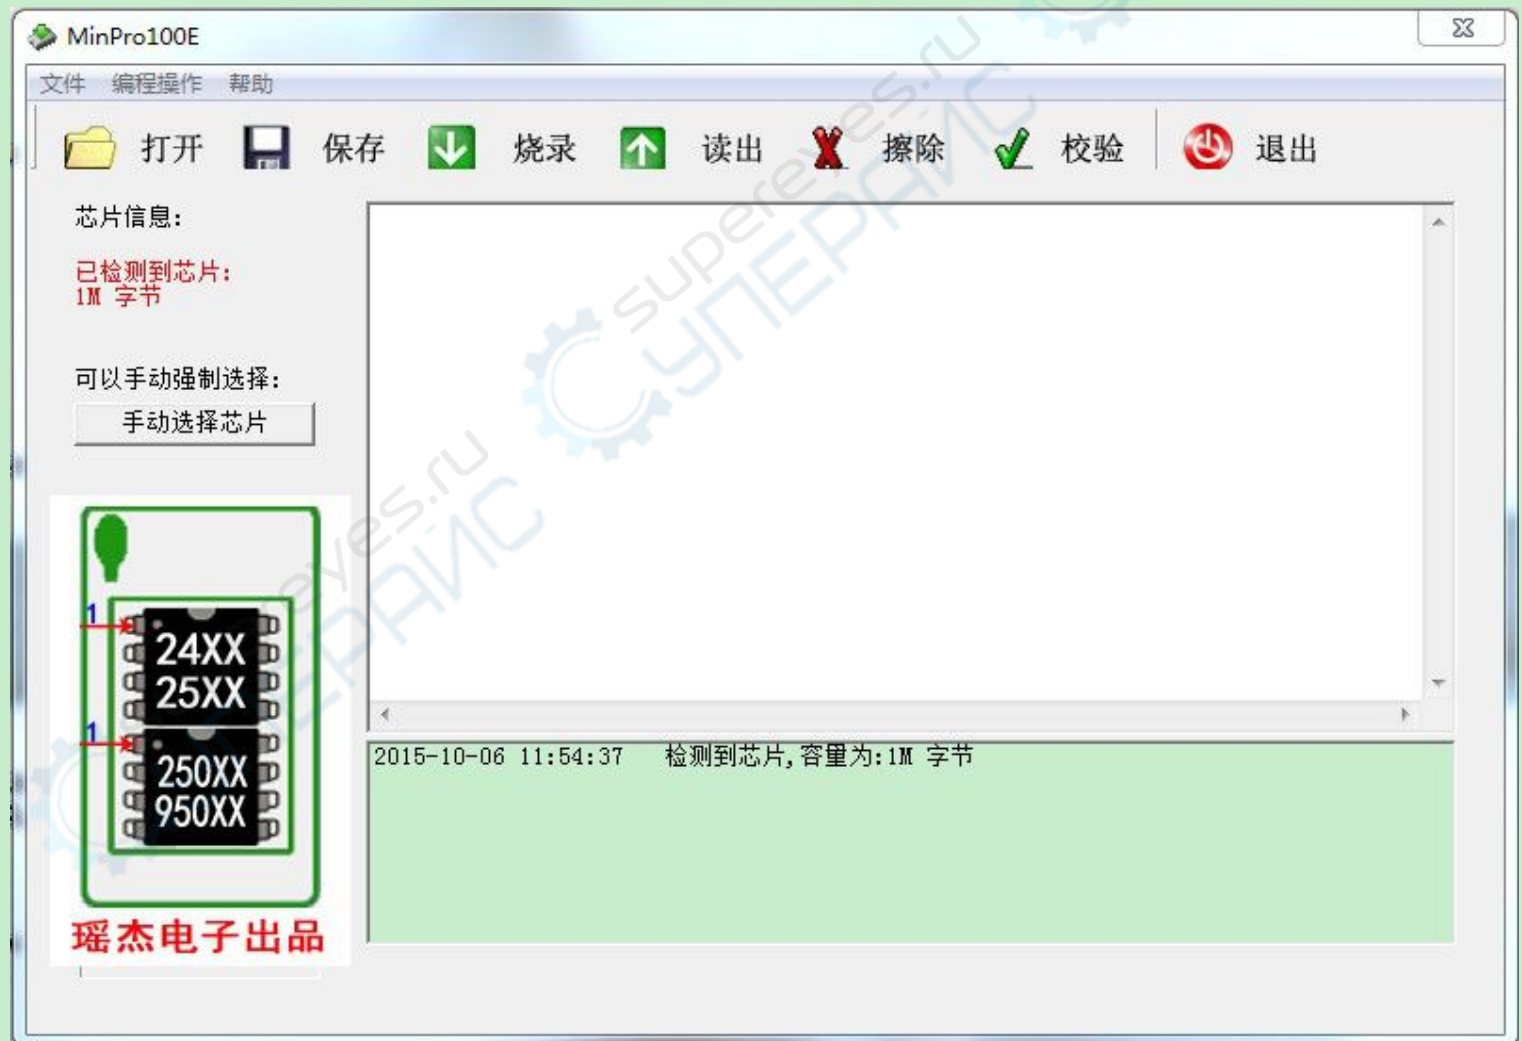 MinPro100E
文件 编程操作 帮助
打开 保存 烧录 读出 擦除 校验 退出
芯片信息：
已检测到芯片：
1M 字节
可以手动强制选择：
手动选择芯片
1
24XX
25XX
1
250XX
950XX
瑶杰电子出品
2015-10-06 11:54:37 检测到芯片,容量为:1M 字节
supereyes.ru
СУПЕРАЙС
ereyes.ru
ЕРАЙС